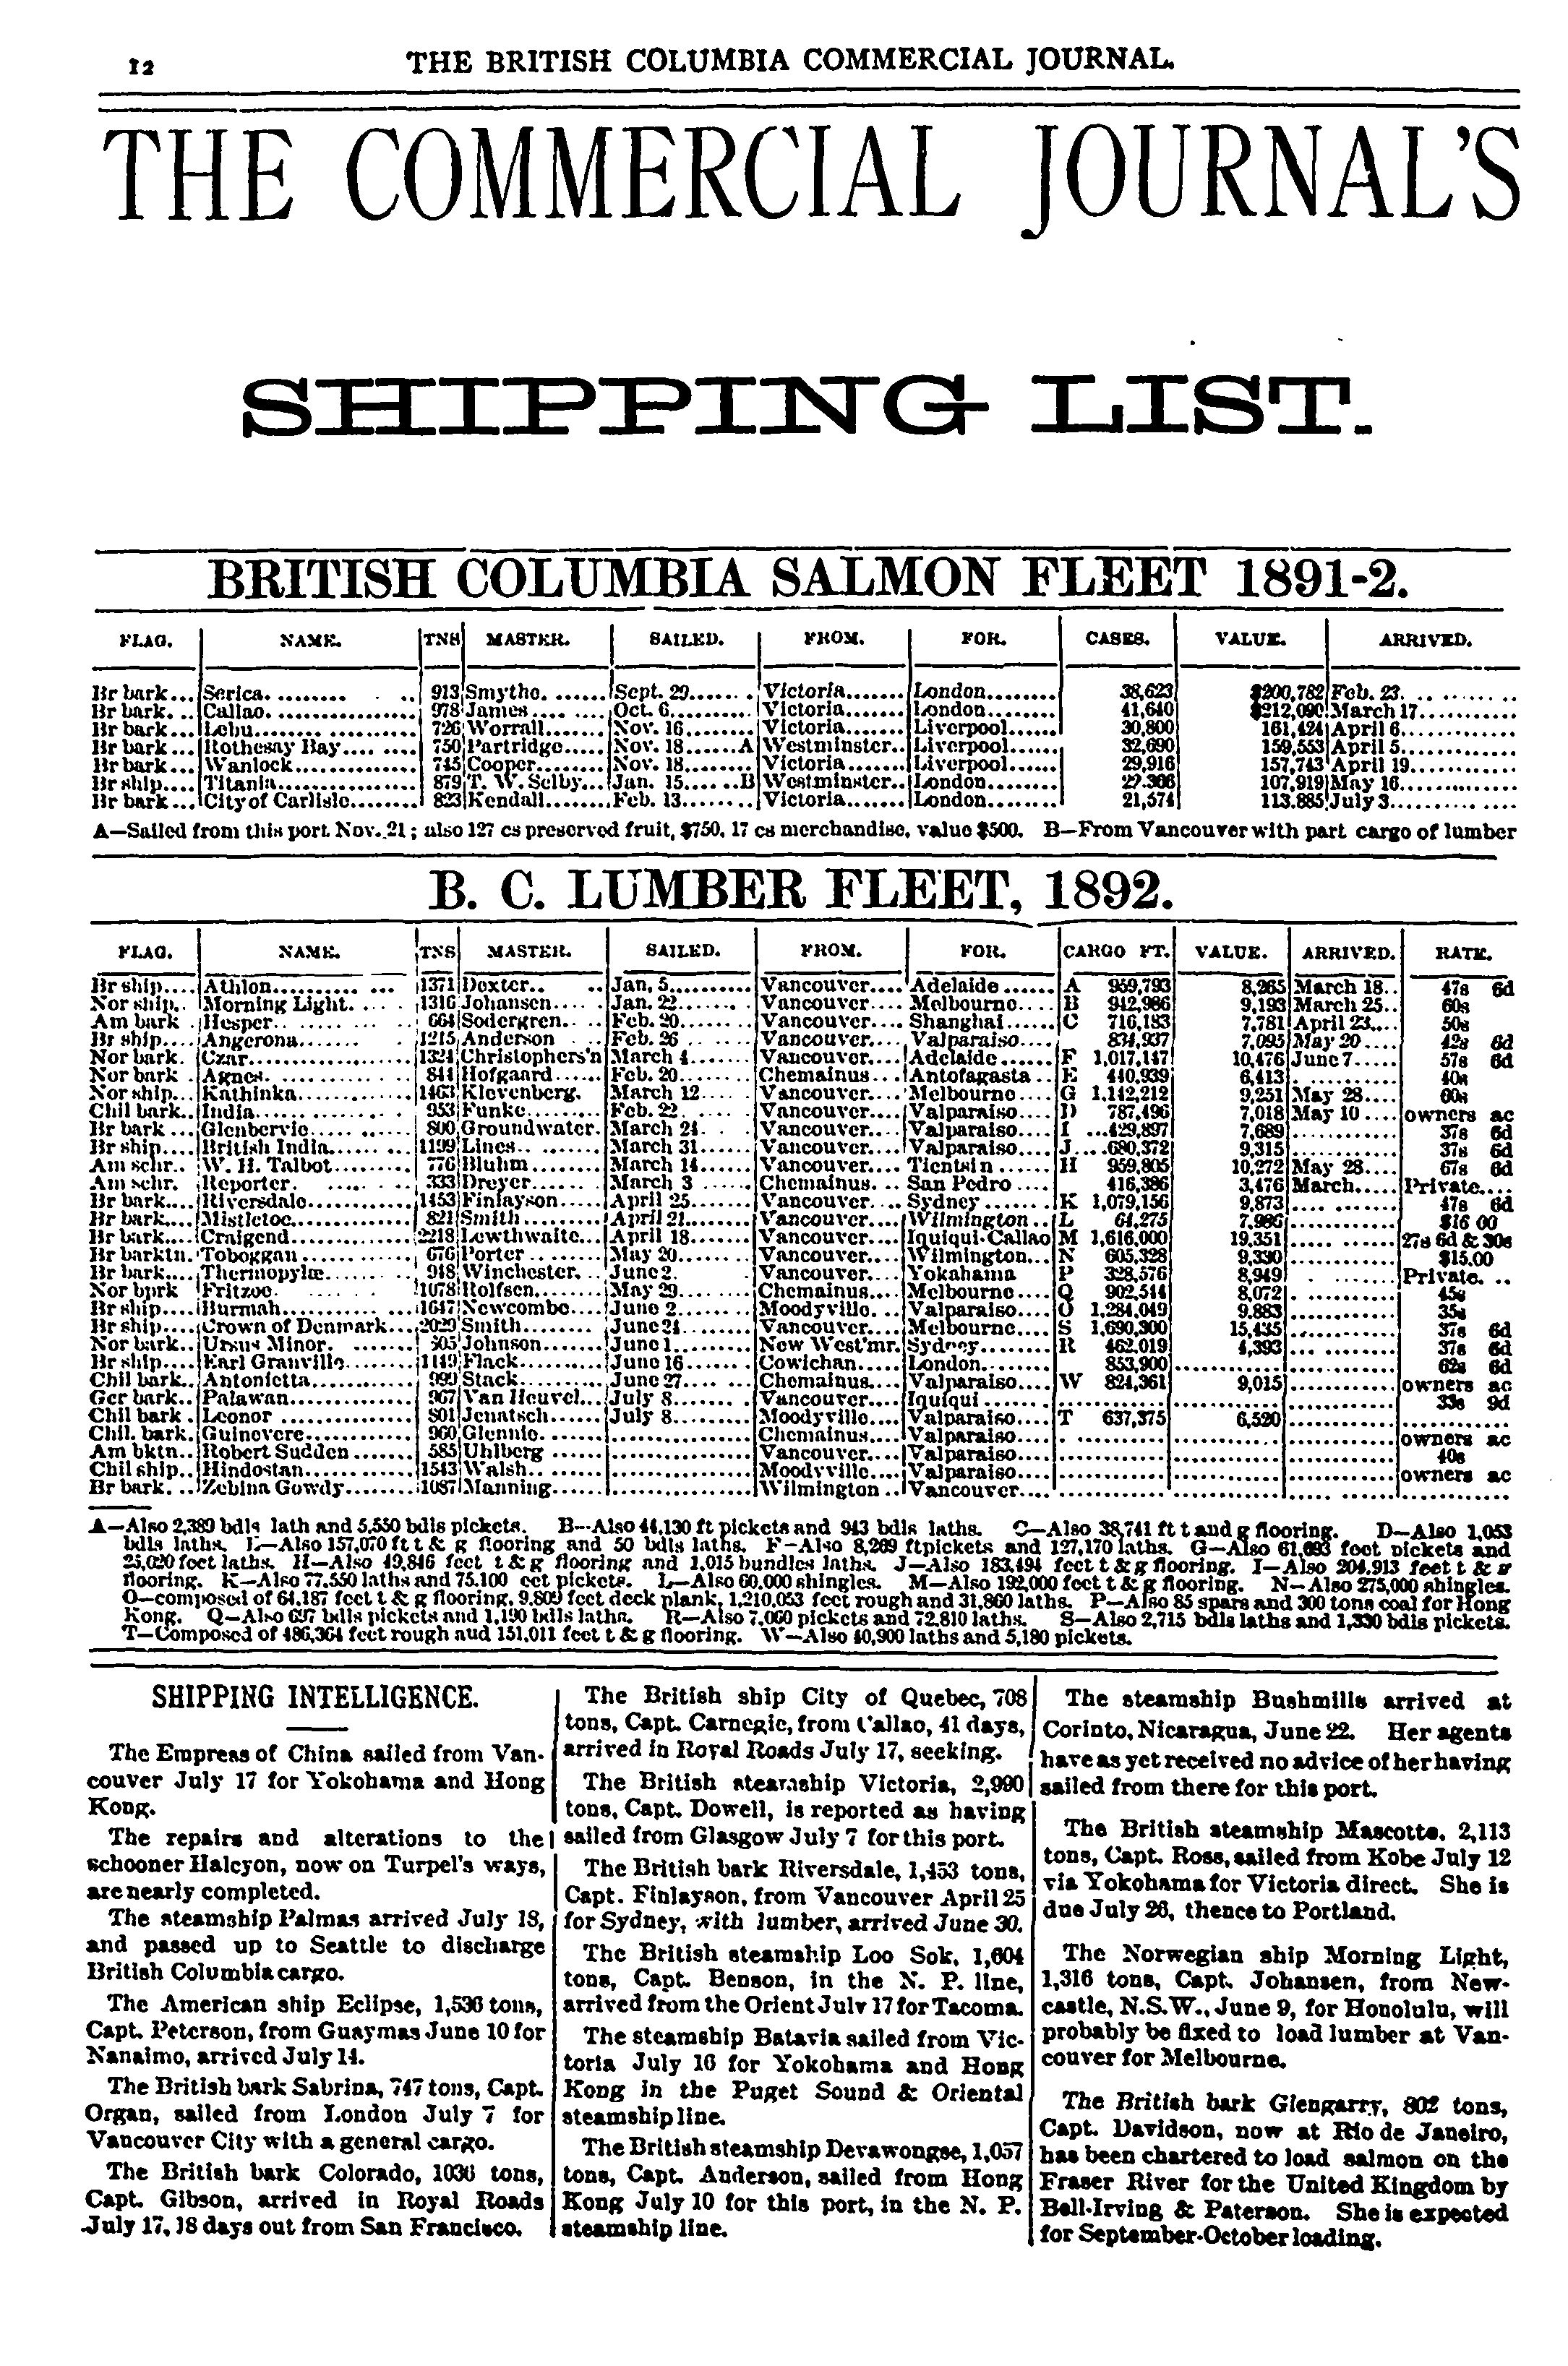 12 THE BRITISH COLUMBIA COMMERCIAL JOURNAL.
THE COMMERCIAL JOURNAL'S
SHIPPING LIST.
BRITISH COLUMBIA SALMON FLEET 1891-2.
FLAG. NAME. TNS MASTER. SAILED. FROM. FOR. CASES. VALUE. ARRIVED.
Br bark... Serica......... 913 Smythe...... Sept. 29...... Victoria....... London........ 38,623 $200,782 Feb. 23.
Br bark... Callao......... 978 James....... Oct. 6......... Victoria....... London........ 41,640 $212,090 March 17...........
Br bark... Lebu......... 726 Worrall...... Nov. 16........ Victoria....... Liverpool...... 30,800 161,424 April 6............
Br bark... Rothesay Bay........ 750 Partridge..... Nov. 18......A Westminster.. Liverpool...... 32,690 159,553 April 5............
Br bark... Wanlock............. 745 Cooper........ Nov. 18........ Victoria....... Liverpool...... 29,916 157,743 April 19...........
Br ship.... Titania............. 879 T. W. Selby... Jan. 15......B Westminster.. London........ 27,366 107,919 May 16............
Br bark... City of Carlisle........ 823 Kendall....... Feb. 13........ Victoria....... London........ 21,574 113.885 July 3............
A—Sailed from this port Nov. 21; also 127 cs preserved fruit, $750, 17 cs merchandise, value $500. B—From Vancouver with part cargo of lumber
B. C. LUMBER FLEET, 1892.
FLAG. NAME. TNS MASTER. SAILED. FROM. FOR. CARGO FT. VALUE. ARRIVED. RATE.
Br ship.... Athlon.......... 1371 Dexter.. Jan. 5......... Vancouver.... Adelaide...... A 959,793 8,265 March 18.. 47s 6d
Nor ship.. Morning Light.... 1316 Johansen.... Jan. 22........ Vancouver.... Melbourne.... B 942,986 9,193 March 25.. 60s
Am bark. Hesper......... 664 Sodergren.... Feb. 20........ Vancouver.... Shanghai...... C 716,183 7,781 April 23.... 50s
Br ship.... Angerona....... 1215 Anderson Feb. 26....... Vancouver.... Valparaiso.... 834,937 7,095 May 20.... 42s 6d
Nor bark. Czar............. 1324 Christophers'n March 4....... Vancouver.... Adelaide...... F 1,017,147 10,476 June 7..... 57s 6d
Nor bark. Agnes............ 844 Hofgaard..... Feb. 20........ Chemainus... Antofagasta.. E 440,939 6,413 .......... 40s
Nor ship... Kathinka......... 1463 Klevenberg. March 12.... Vancouver.... Melbourne.... G 1,142,212 9,251 May 28.... 60s
Chil bark.. India............ 953 Funke........ Feb. 22....... Vancouver.... Valparaiso.... D 787,496 7,018 May 10.... owners ac
Br bark... Glenbervie....... 800 Groundwater. March 24.... Vancouver.... Valparaiso.... I ...429,897 7,689 .......... 37s 6d
Br ship.... British India...... 1199 Lines........ March 31..... Vancouver.... Valparaiso.... J....680,372 9,315 .......... 37s 6d
Am schr.. W. H. Talbot...... 776 Bluhm....... March 14..... Vancouver.... Tientsin...... H 959,805 10,272 May 28.... 67s 6d
Am schr. Reporter......... 333 Dreyer....... March 3..... Chemainus... San Pedro.... 416,386 3,476 March..... Private....
Br bark.... Riversdale........ 1453 Finlayson.... April 25...... Vancouver.... Sydney....... K 1,079,156 9,873 .......... 47s 6d
Br bark.... Mistletoe......... 821 Smith........ April 21...... Vancouver.... Wilmington.. L 64,275 7,986 .......... $16 00
Br bark.... Craigend......... 2218 Lewthwaite... April 18...... Vancouver.... Iquiqui-Callao M 1,616,000 19,351 .......... 27s 6d & 30s
Br barktn. Toboggan......... 676 Porter....... May 20....... Vancouver.... Wilmington... N 605,328 9,330 .......... $15.00
Br bark.... Thermopylæ....... 948 Winchester... June 2. Vancouver.... Yokahama P 328,576 8,949 .......... Private...
Nor bprk Fritzoe.......... 1078 Rolfsen...... May 29....... Chemainus.... Melbourne.... Q 902,514 8,072 .......... 45s
Br ship.... Burmah.......... 1647 Newcombe.... June 2....... Moodyville... Valparaiso.... O 1,284,049 9,883 .......... 35s
Br ship.... Crown of Denmark... 2029 Smith........ June 24...... Vancouver.... Melbourne.... S 1,690,300 15,435 .......... 37s 6d
Nor bark.. Ursus Minor....... 505 Johnson...... June 1....... New West'mr. Sydney....... R 462,019 4,393 .......... 37s 6d
Br ship.... Earl Granville...... 1149 Flack........ June 16...... Cowichan.... London....... 853,900 .......... 62s 6d
Chil bark.. Antonietta........ 999 Stack........ June 27...... Chemainus.... Valparaiso.... W 824,361 9,015 .......... owners ac
Ger bark.. Palawan.......... 967 Van Heuvel... July 8........ Vancouver.... Iquiqui...... 33s 9d
Chil bark. Leonor.......... 801 Jenatsch..... July 8........ Moodyville... Valparaiso.... T 637,375 6,520 ..........
Chil. bark. Guinevere........ 960 Glennie...... Chemainus.... Valparaiso.... owners ac
Am bktn.. Robert Sudden...... 585 Uhlberg...... Vancouver.... Valparaiso.... 40s
Chil ship.. Hindostan........ 1543 Walsh........ Moodyville.... Valparaiso.... owners ac
Br bark... Zebina Gowdy...... 1087 Manning...... Wilmington.. Vancouver....
A—Also 2,389 bdls lath and 5,550 bdls pickets. B—Also 44,130 ft pickets and 943 bdls laths. C—Also 38,741 ft t and g flooring. D—Also 1,053
bdls laths. E—Also 157,070 ft t & g flooring and 50 bdls laths. F—Also 8,269 ftpickets and 127,170 laths. G—Also 61,693 foot pickets and
25,020 feet laths. H—Also 49,846 feet t & g flooring and 1,015 bundles laths. J—Also 183,494 feet t & g flooring. I—Also 204,913 feet t & g
flooring. K—Also 77,550 laths and 75.100 eet pickets. L—Also 60,000 shingles. M—Also 192,000 feet t & g flooring. N—Also 275,000 shingles.
O—composed of 64,187 feet t & g flooring, 9,809 feet deck plank, 1,210,053 feet rough and 31,860 laths. P—Also 85 spars and 300 tons coal for Hong
Kong. Q—Also 697 bdls pickets and 1,190 bdls laths. R—Also 7,060 pickets and 72,810 laths. S—Also 2,715 bdls laths and 1,330 bdls pickets.
T—Composed of 486,364 feet rough aud 151,011 feet t & g flooring. W—Also 40,900 laths and 5,180 pickets.
SHIPPING INTELLIGENCE.
The Empress of China sailed from Van-
couver July 17 for Yokohama and Hong
Kong.
The repairs and alterations to the
schooner Halcyon, now on Turpel's ways,
are nearly completed.
The steamship Palmas arrived July 18,
and passed up to Seattle to discharge
British Columbia cargo.
The American ship Eclipse, 1,536 tons,
Capt. Peterson, from Guaymas June 10 for
Nanaimo, arrived July 14.
The British bark Sabrina, 747 tons, Capt.
Organ, sailed from London July 7 for
Vancouver City with a general cargo.
The British bark Colorado, 1036 tons,
Capt. Gibson, arrived in Royal Roads
July 17, 18 days out from San Francisco.
The British ship City of Quebec, 708
tons, Capt. Carnegie, from Callao, 41 days,
arrived in Royal Roads July 17, seeking.
The British steamship Victoria, 2,990
tons, Capt. Dowell, is reported as having
sailed from Glasgow July 7 for this port.
The British bark Riversdale, 1,453 tons,
Capt. Finlayson, from Vancouver April 25
for Sydney, with lumber, arrived June 30.
The British steamship Loo Sok, 1,604
tons, Capt. Benson, in the N. P. line,
arrived from the Orient July 17 for Tacoma.
The steamship Batavia sailed from Vic-
toria July 16 for Yokohama and Hong
Kong in the Puget Sound & Oriental
steamship line.
The British steamship Devawongse, 1,057
tons, Capt. Anderson, sailed from Hong
Kong July 10 for this port, in the N. P.
steamship line.
The steamship Bushmills arrived at
Corinto, Nicaragua, June 22. Her agents
have as yet received no advice of her having
sailed from there for this port.
The British steamship Mascotte, 2,113
tons, Capt. Ross, sailed from Kobe July 12
via Yokohama for Victoria direct. She is
due July 26, thence to Portland.
The Norwegian ship Morning Light,
1,316 tons, Capt. Johansen, from New-
castle, N.S.W., June 9, for Honolulu, will
probably be fixed to load lumber at Van-
couver for Melbourne.
The British bark Glengarry, 802 tons,
Capt. Davidson, now at Rio de Janeiro,
has been chartered to load salmon on the
Fraser River for the United Kingdom by
Bell-Irving & Paterson. She is expected
for September-October loading.